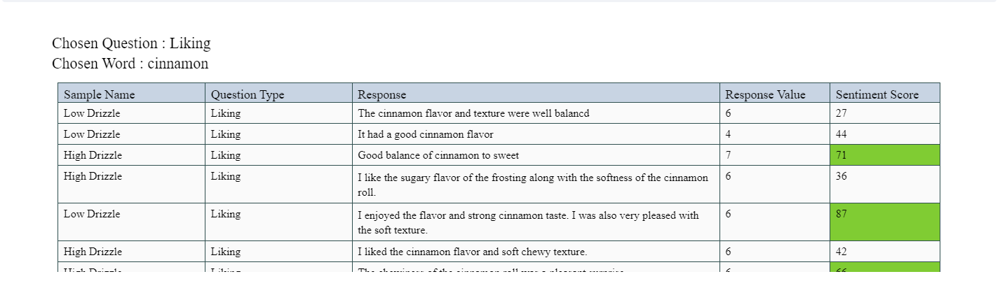 Chosen Question : Liking
Chosen Word : cinnamon
Sample Name Question Type Response Response Value Sentiment Score
Low Drizzle Liking The cinnamon flavor and texture were well balancd 6 27
Low Drizzle Liking It had a good cinnamon flavor 4 44
High Drizzle Liking Good balance of cinnamon to sweet 7 71
High Drizzle Liking I like the sugary flavor of the frosting along with the softness of the cinnamon 6 36
roll.
Low Drizzle Liking I enjoyed the flavor and strong cinnamon taste. I was also very pleased with 6 87
the soft texture.
High Drizzle Liking I liked the cinnamon flavor and soft chewy texture. 6 42
High Drizzle Liking The chewiness of the cinnamon roll was a pleasant surprise 6 66